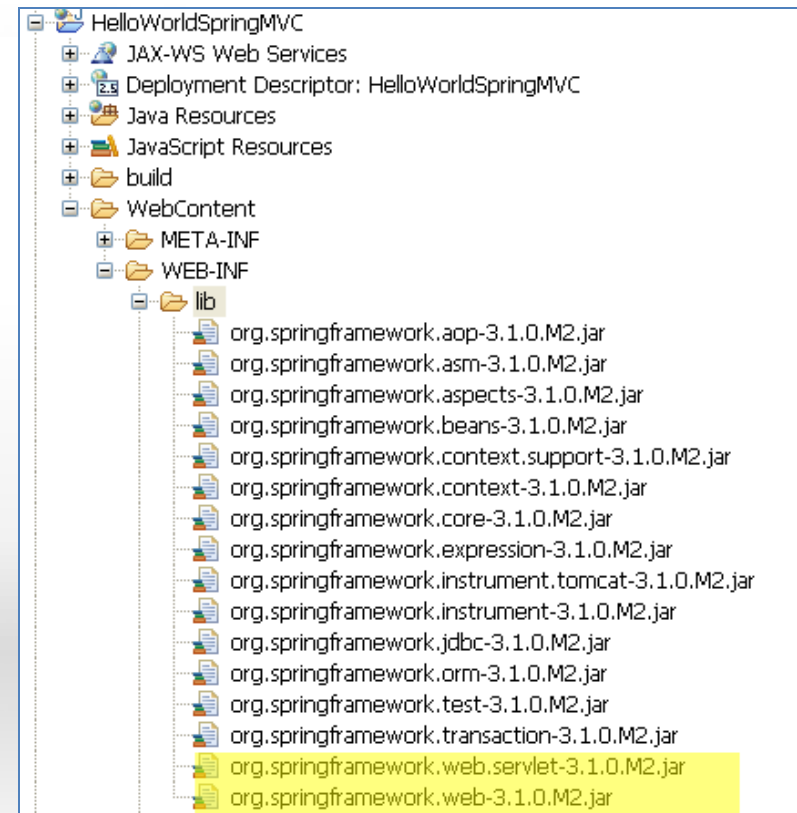 HelloWorldSpringMVC
JAX-WS Web Services
2.5 Deployment Descriptor: HelloWorldSpringMVC
Java Resources
JavaScript Resources
build
WebContent
META-INF
WEB-INF
lib
org.springframework.aop-3.1.0.M2.jar
org.springframework.asm-3.1.0.M2.jar
org.springframework.aspects-3.1.0.M2.jar
org.springframework.beans-3.1.0.M2.jar
org.springframework.context.support-3.1.0.M2.jar
org.springframework.context-3.1.0.M2.jar
org.springframework.core-3.1.0.M2.jar
org.springframework.expression-3.1.0.M2.jar
org.springframework.instrument.tomcat-3.1.0.M2.jar
org.springframework.instrument-3.1.0.M2.jar
org.springframework.jdbc-3.1.0.M2.jar
org.springframework.orm-3.1.0.M2.jar
org.springframework.test-3.1.0.M2.jar
org.springframework.transaction-3.1.0.M2.jar
org.springframework.web.servlet-3.1.0.M2.jar
org.springframework.web-3.1.0.M2.jar